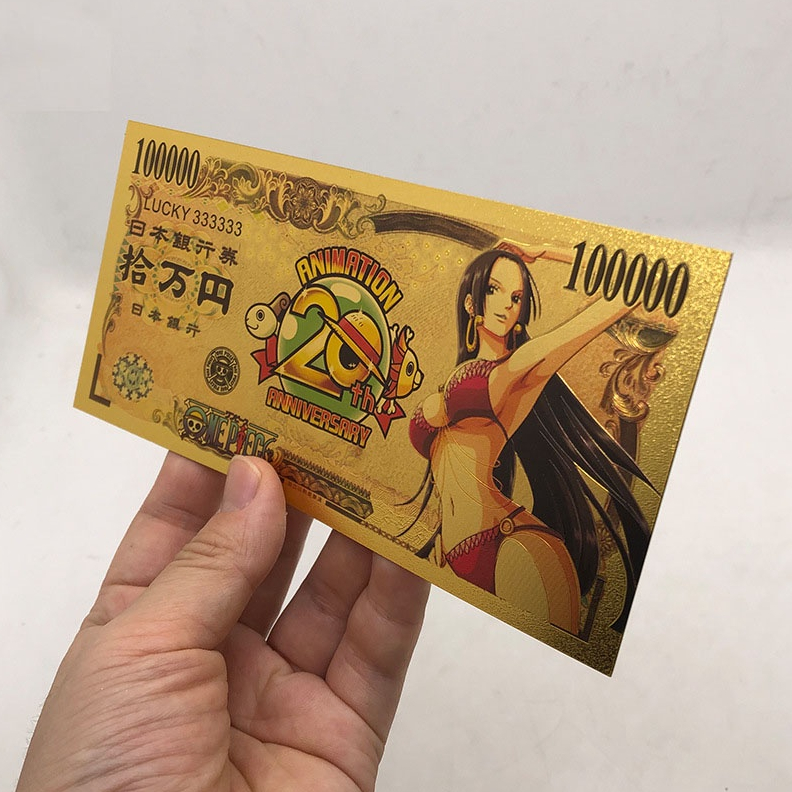 100000
LUCKY 333333
日本銀行券
拾万円
日本銀行
ANIMATION
20th
ANNIVERSARY
ONE PIECE
100000